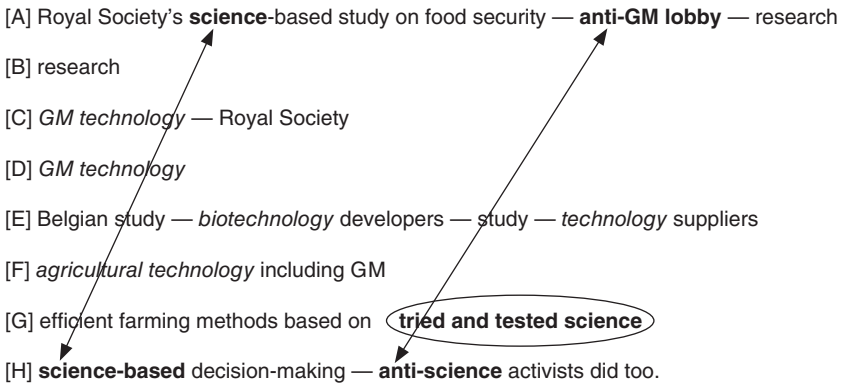 [A] Royal Society’s science-based study on food security — anti-GM lobby — research
[B] research
[C] GM technology — Royal Society
[D] GM technology
[E] Belgian study — biotechnology developers — study — technology suppliers
[F] agricultural technology including GM
[G] efficient farming methods based on tried and tested science
[H] science-based decision-making — anti-science activists did too.